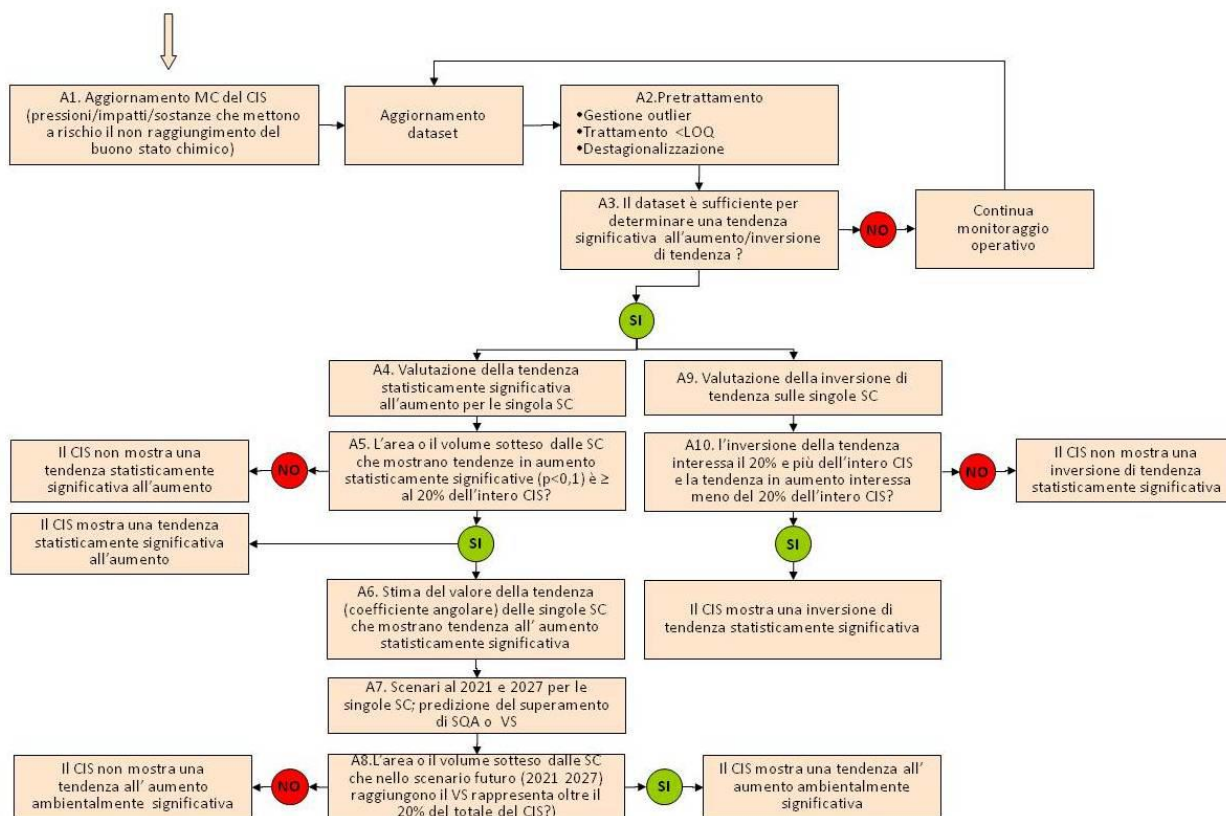 A1. Aggiornamento MC del CIS
(pressioni/impatti/sostanze che mettono
a rischio il non raggiungimento del
buono stato chimico)
Aggiornamento
dataset
A2.Pretrattamento
•Gestione outlier
•Trattamento <LOQ
•Destagionalizzazione
A3. Il dataset è sufficiente per
determinare una tendenza
significativa all'aumento/inversione
di tendenza ?
NO
Continua
monitoraggio
operativo
SI
A4. Valutazione della tendenza
statisticamente significativa
all'aumento per le singola SC
A9. Valutazione della inversione di
tendenza sulle singole SC
Il CIS non mostra una
tendenza statisticamente
significativa all'aumento
NO
A5. L'area o il volume sotteso dalle SC
che mostrano tendenze in aumento
statisticamente significative (p<0,1) è ≥
al 20% dell'intero CIS?
A10. l'inversione della tendenza
interessa il 20% e più dell'intero CIS
e la tendenza in aumento interessa
meno del 20% dell'intero CIS?
NO
Il CIS non mostra una
inversione di tendenza
statisticamente significativa
Il CIS mostra una tendenza
statisticamente significativa
all'aumento
SI
SI
A6. Stima del valore della tendenza
(coefficiente angolare) delle singole SC
che mostrano tendenza all' aumento
statisticamente significativa
Il CIS mostra una inversione di
tendenza statisticamente significativa
A7. Scenari al 2021 e 2027 per le
singole SC; predizione del superamento
di SQA o VS
Il CIS non mostra una
tendenza all' aumento
ambientalmente significativa
NO
A8.L'area o il volume sotteso dalle SC
che nello scenario futuro (2021 2027)
raggiungono il VS rappresenta oltre il
20% del totale del CIS?)
SI
Il CIS mostra una tendenza all'
aumento ambientalmente
significativa